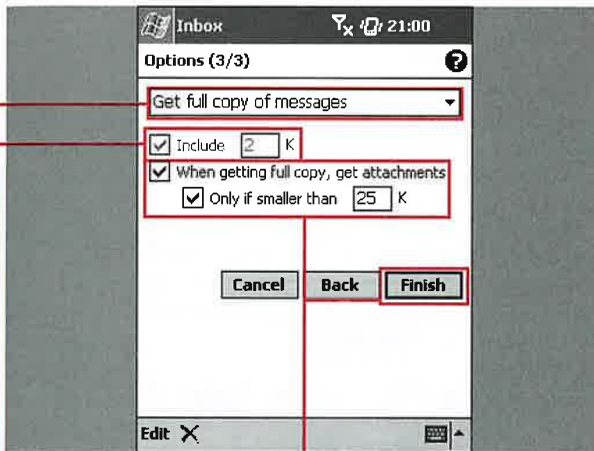 Inbox 21:00
Options (3/3)
Get full copy of messages
Include 2 K
When getting full copy, get attachments
Only if smaller than 25 K
Cancel Back Finish
Edit